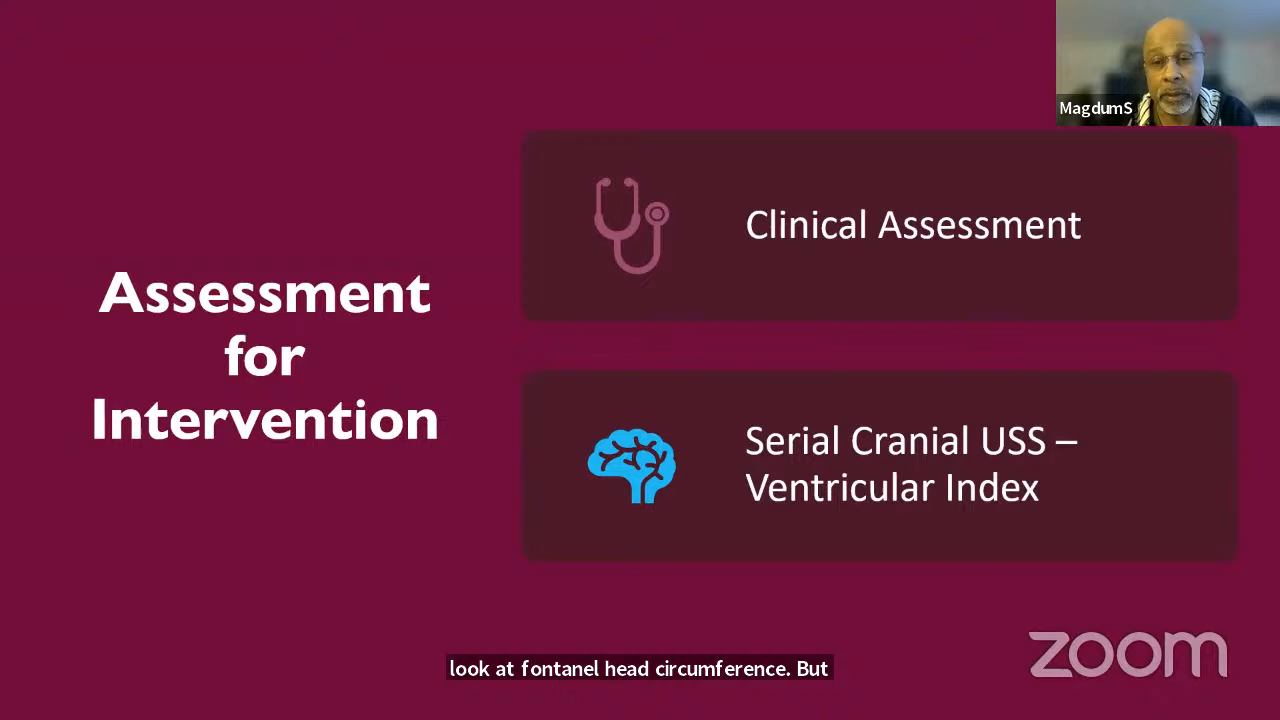 MagdumS
Assessment
for
Intervention
Clinical Assessment
Serial Cranial USS –
Ventricular Index
zoom
look at fontanel head circumference. But